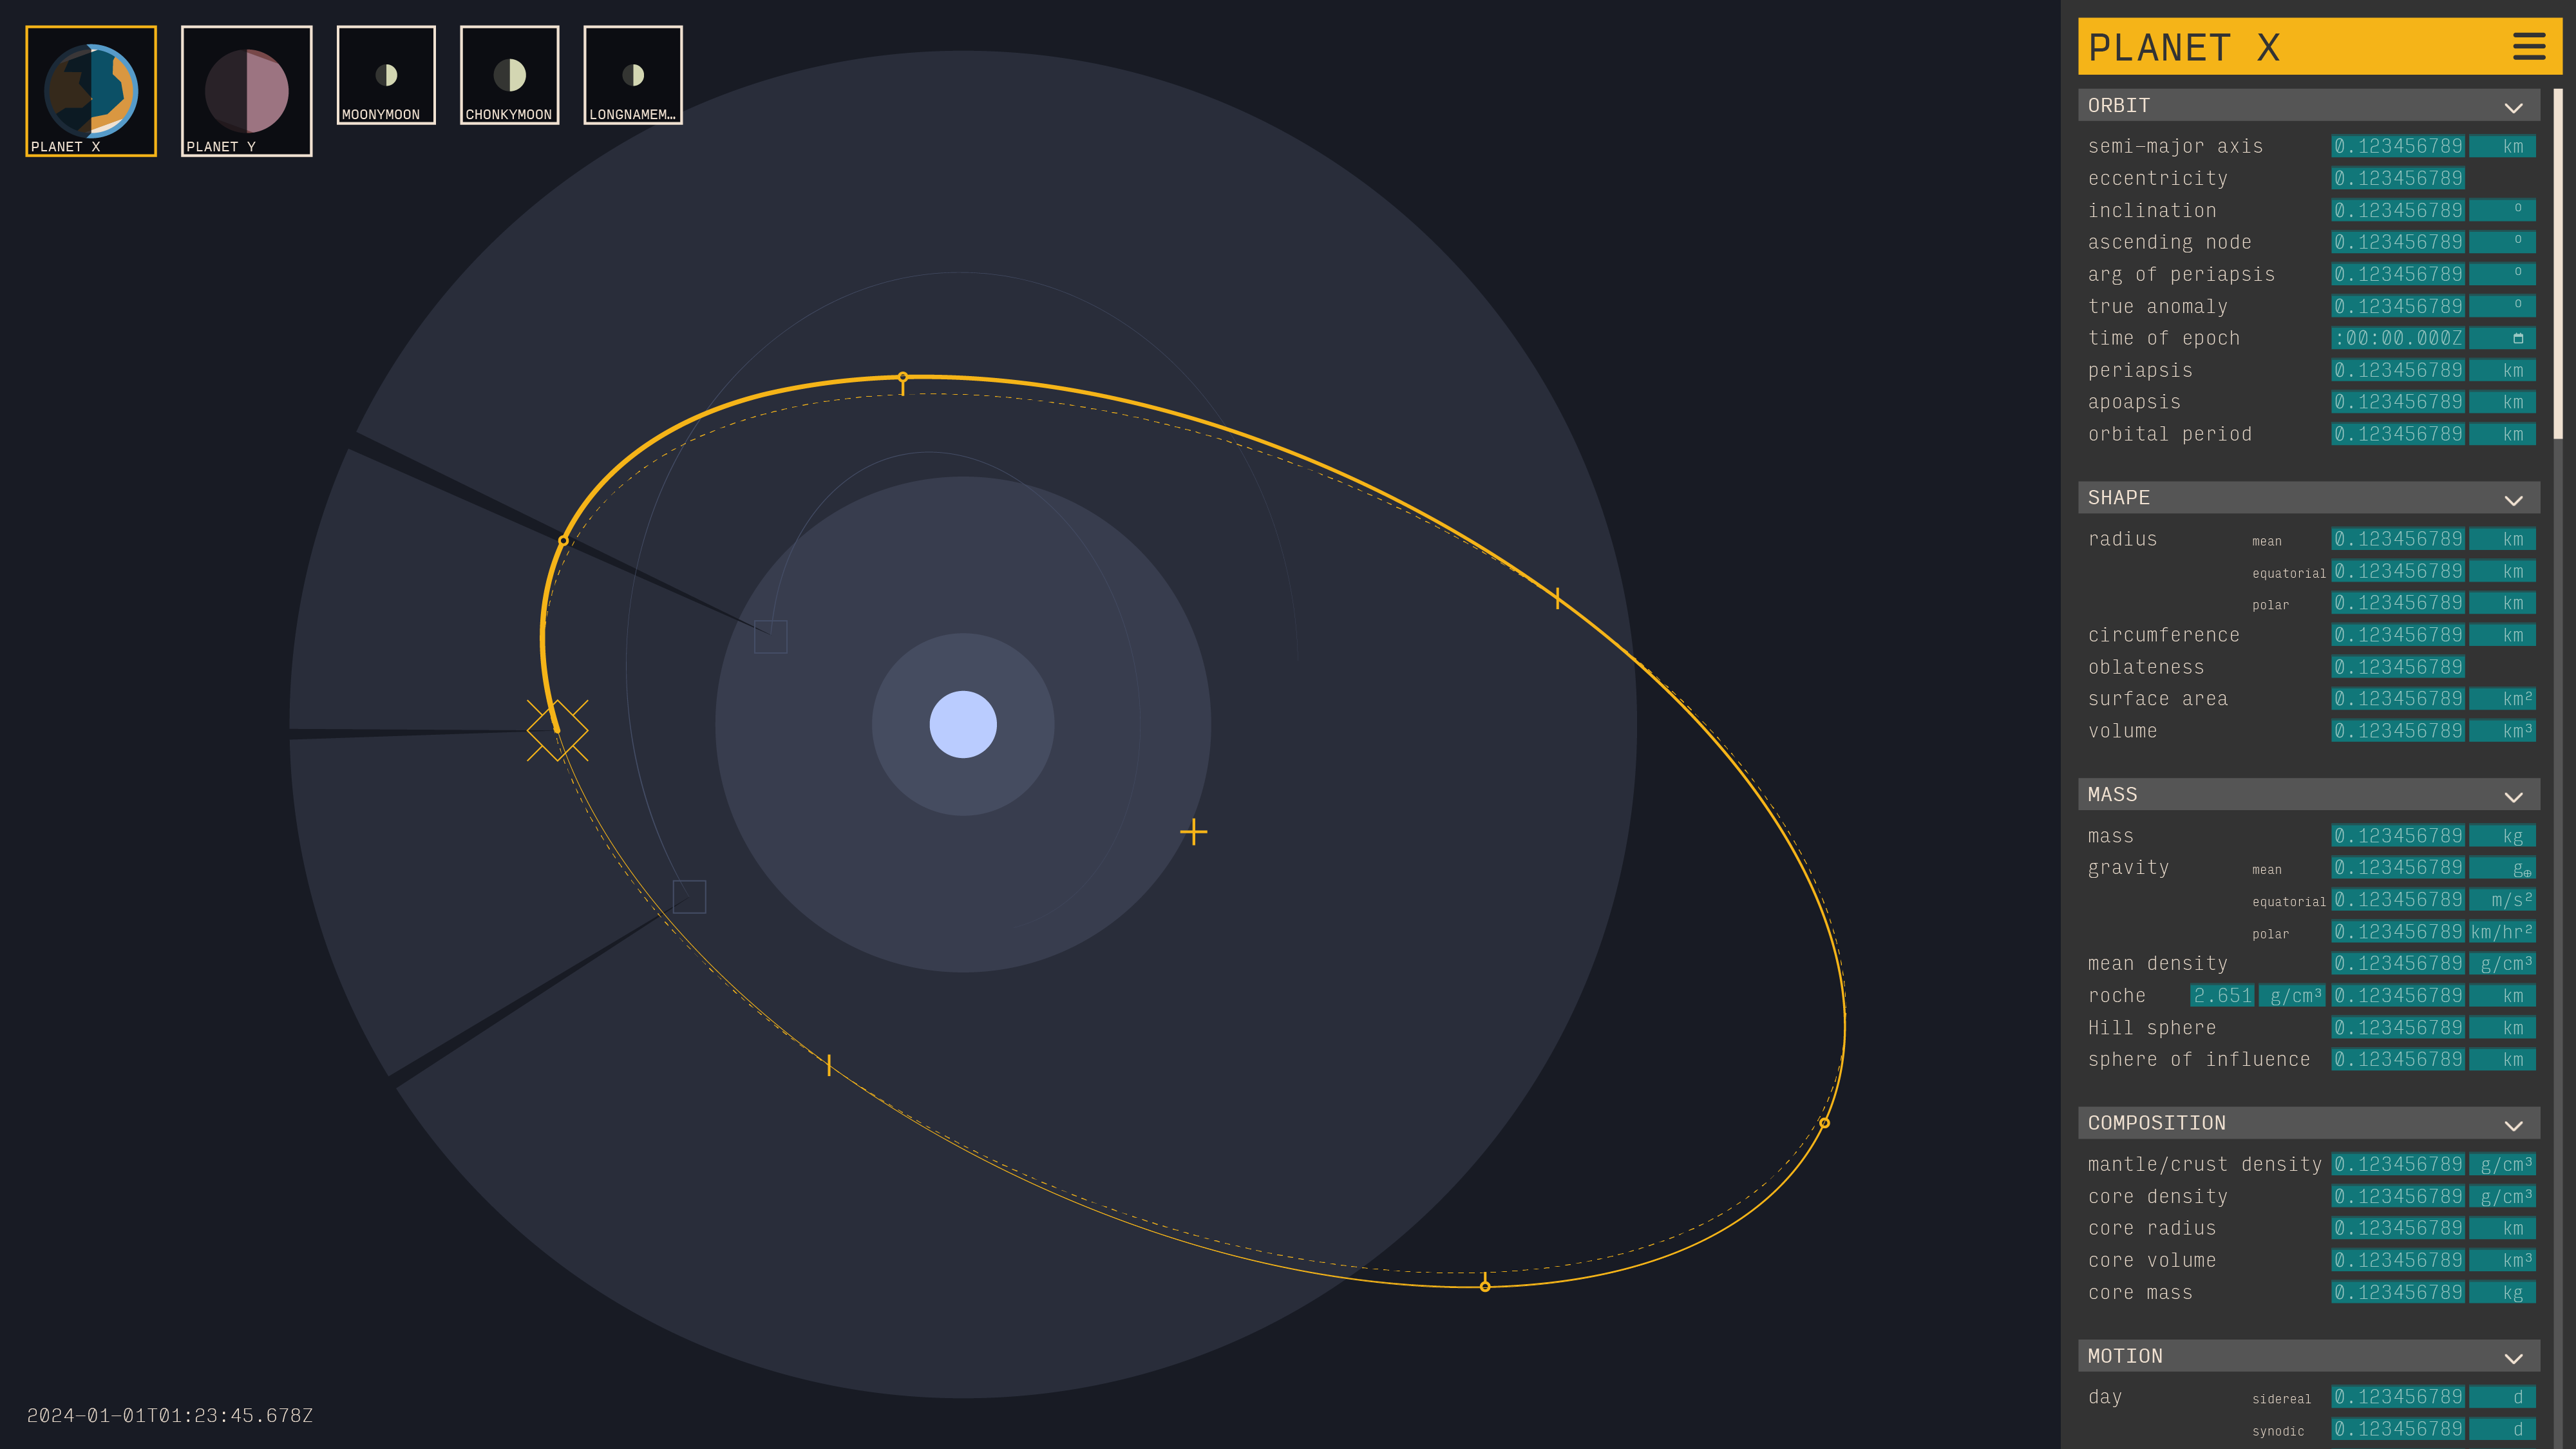 PLANET X
PLANET Y
MOONYMOON
CHONKYMOON
LONGNAMEM…
2024-01-01T01:23:45.678Z
PLANET X
ORBIT
semi-major axis 0.123456789 km
eccentricity 0.123456789
inclination 0.123456789 º
ascending node 0.123456789 º
arg of periapsis 0.123456789 º
true anomaly 0.123456789 º
time of epoch :00:00.000Z
periapsis 0.123456789 km
apoapsis 0.123456789 km
orbital period 0.123456789 km
SHAPE
radius mean 0.123456789 km
equatorial 0.123456789 km
polar 0.123456789 km
circumference 0.123456789 km
oblateness 0.123456789
surface area 0.123456789 km²
volume 0.123456789 km³
MASS
mass 0.123456789 kg
gravity mean 0.123456789 g⊕
equatorial 0.123456789 m/s²
polar 0.123456789 km/hr²
mean density 0.123456789 g/cm³
roche 2.651 g/cm³ 0.123456789 km
Hill sphere 0.123456789 km
sphere of influence 0.123456789 km
COMPOSITION
mantle/crust density 0.123456789 g/cm³
core density 0.123456789 g/cm³
core radius 0.123456789 km
core volume 0.123456789 km³
core mass 0.123456789 kg
MOTION
day sidereal 0.123456789 d
synodic 0.123456789 d